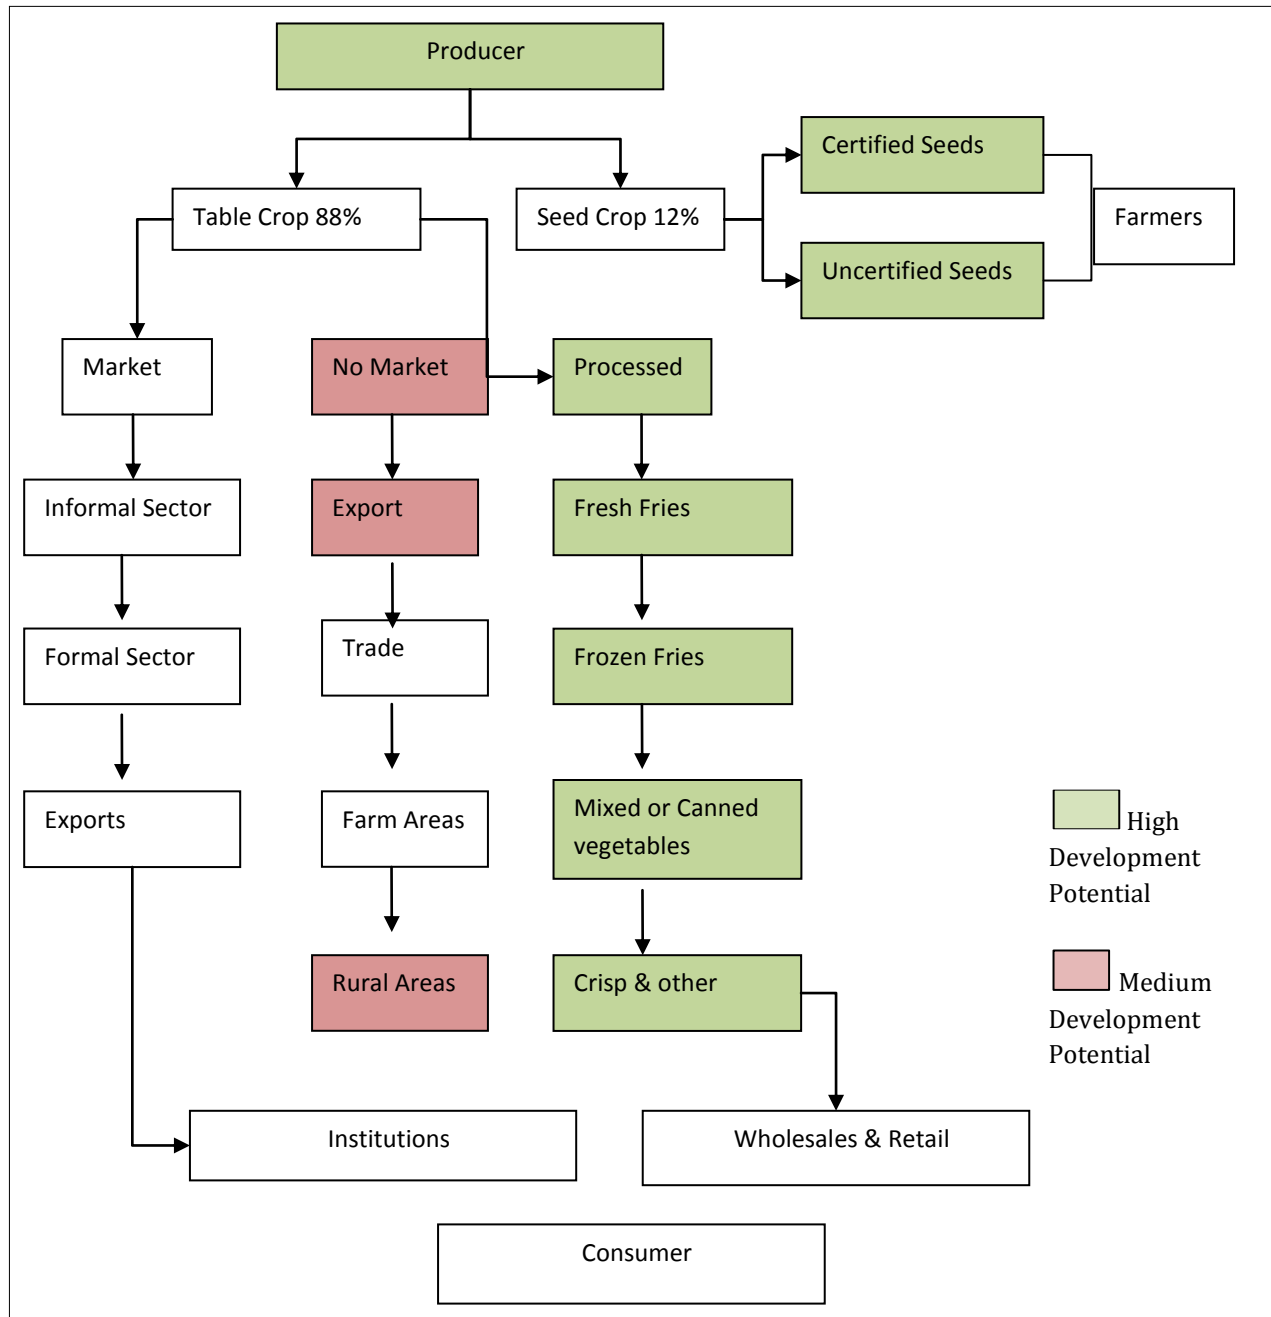 Producer
Certified Seeds
Table Crop 88%
Seed Crop 12%
Farmers
Uncertified Seeds
Market
No Market
Processed
Informal Sector
Export
Fresh Fries
Formal Sector
Trade
Frozen Fries
Exports
Farm Areas
Mixed or Canned
vegetables
High
Development
Potential
Rural Areas
Crisp & other
Medium
Development
Potential
Institutions
Wholesales & Retail
Consumer